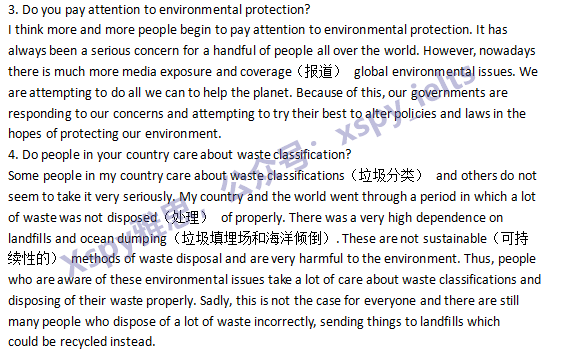 3. Do you pay attention to environmental protection?
I think more and more people begin to pay attention to environmental protection. It has
always been a serious concern for a handful of people all over the world. However, nowadays
there is much more media exposure and coverage（报道） global environmental issues. We
are attempting to do all we can to help the planet. Because of this, our governments are
responding to our concerns and attempting to try their best to alter policies and laws in the
hopes of protecting our environment.
4. Do people in your country care about waste classification?
Some people in my country care about waste classifications（垃圾分类） and others do not
seem to take it very seriously. My country and the world went through a period in which a lot
of waste was not disposed（处理） of properly. There was a very high dependence on
landfills and ocean dumping（垃圾填埋场和海洋倾倒）. These are not sustainable（可持
续性的） methods of waste disposal and are very harmful to the environment. Thus, people
who are aware of these environmental issues take a lot of care about waste classifications and
disposing of their waste properly. Sadly, this is not the case for everyone and there are still
many people who dispose of a lot of waste incorrectly, sending things to landfills which
could be recycled instead.
xspy雅思，公众号：xspy_ielts